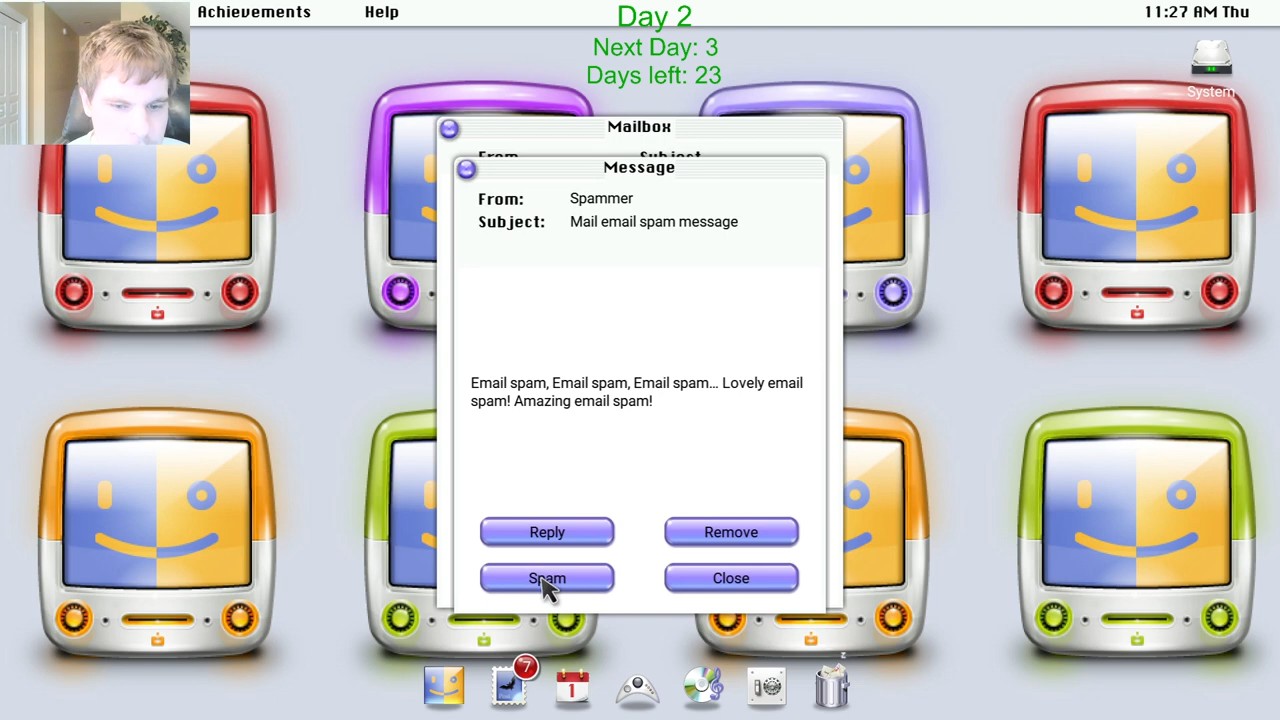 Achievements
Help
Day 2
Next Day: 3
Days left: 23
11:27 AM Thu
System
Mailbox
From
Subject
Message
From: Spammer
Subject: Mail email spam message
Email spam, Email spam, Email spam... Lovely email
spam! Amazing email spam!
Reply
Remove
Spam
Close
7
1
z